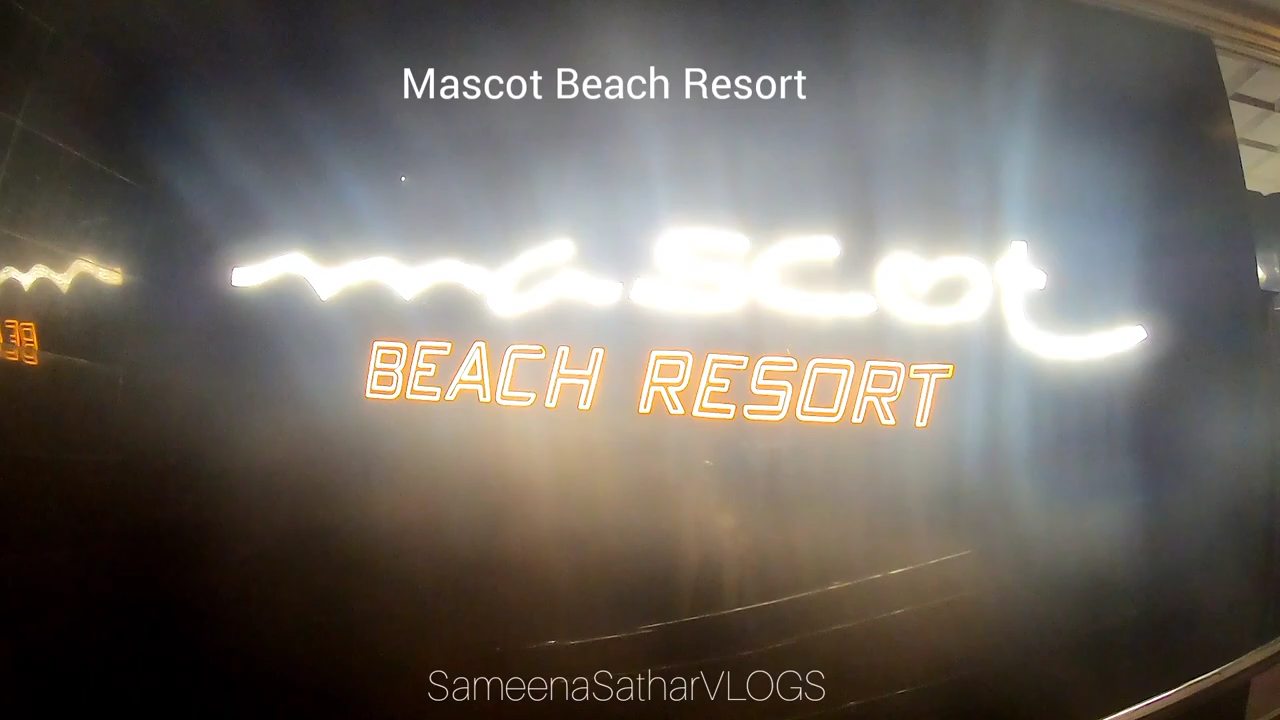 Mascot Beach Resort
mascot
BEACH RESORT
SameenaSatharVLOGS